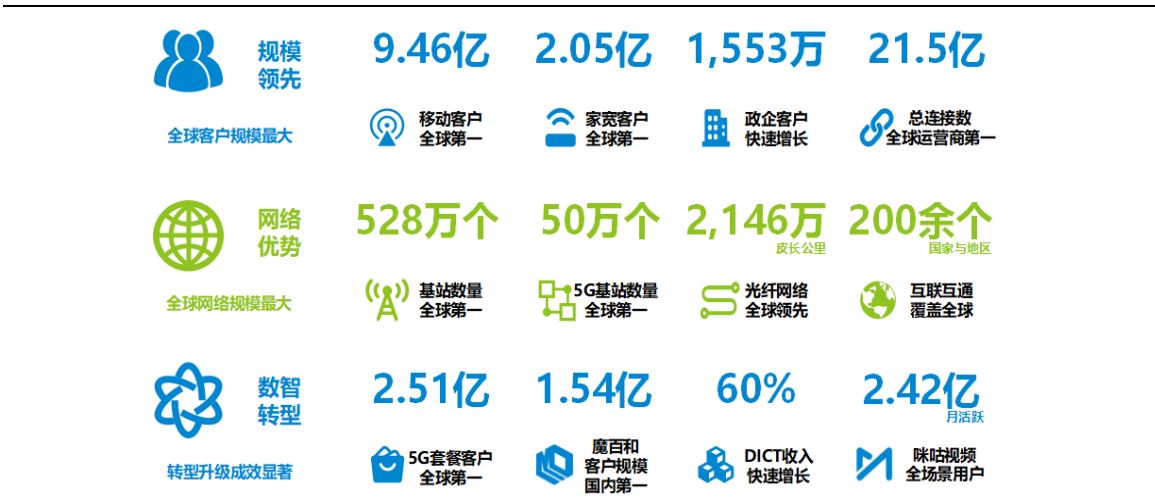 规模
领先
全球客户规模最大
9.46亿
移动客户
全球第一
2.05亿
家宽客户
全球第一
1,553万
政企客户
快速增长
21.5亿
总连接数
全球运营商第一
网络
优势
全球网络规模最大
528万个
基站数量
全球第一
50万个
5G基站数量
全球第一
2,146万
皮长公里
光纤网络
全球领先
200余个
国家与地区
互联互通
覆盖全球
数智
转型
转型升级成效显著
2.51亿
5G套餐客户
全球第一
1.54亿
魔百和
客户规模
国内第一
60%
DICT收入
快速增长
2.42亿
月活跃
咪咕视频
全场景用户